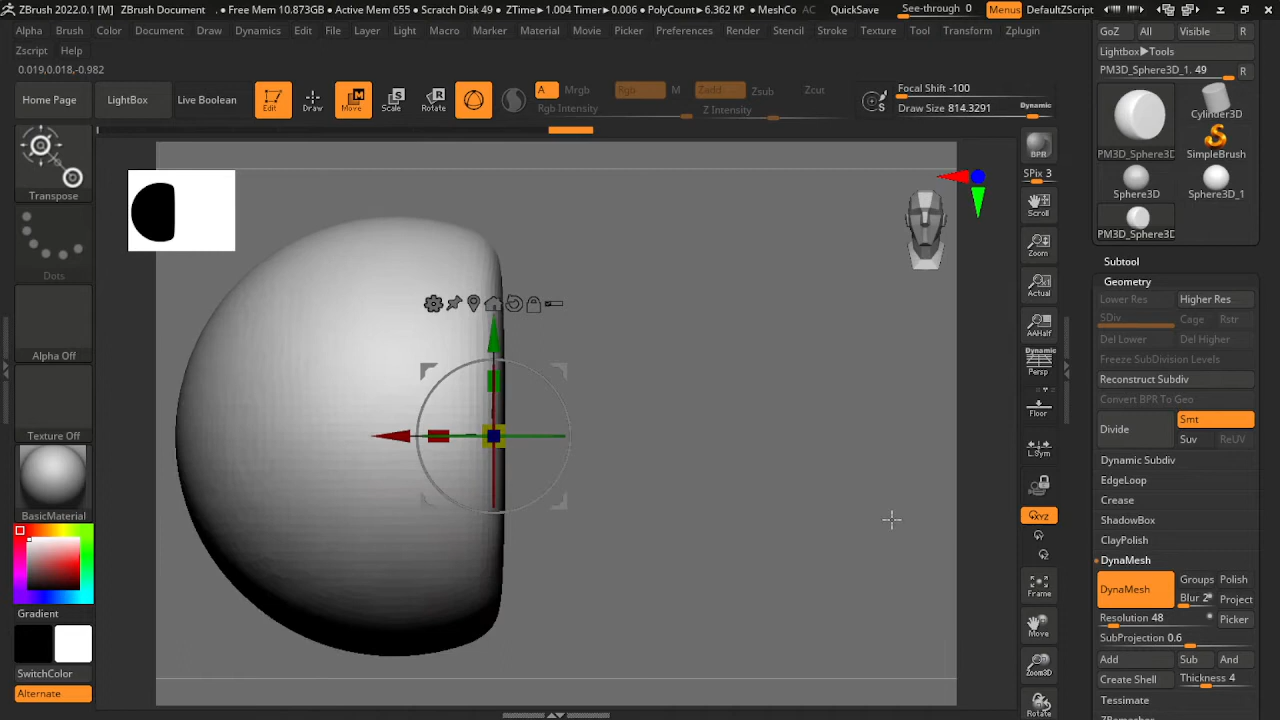 ZBrush 2022.0.1 [M] ZBrush Document . • Free Mem 10.873GB • Active Mem 655 • Scratch Disk 49 • ZTime▸1.004 Timer▸0.006 • PolyCount▸6.362 KP • MeshCo AC QuickSave See-through 0 Menus DefaultZScript
Alpha Brush Color Document Draw Dynamics Edit File Layer Light Macro Marker Material Movie Picker Preferences Render Stencil Stroke Texture Tool Transform Zplugin
Zscript Help
0.019,0.018,-0.982
Home Page LightBox Live Boolean Edit Draw Move Scale Rotate
A Mrgb Rgb M Zadd Zsub Zcut
Rgb Intensity Z Intensity
S Focal Shift -100
Draw Size 814.3291 Dynamic
Transpose
Dots
Alpha Off
Texture Off
BasicMaterial
Gradient
SwitchColor
Alternate
BPR
SPix 3
Scroll
Zoom
Actual
AAHalf
Dynamic
Persp
Floor
L.Sym
XYZ
Y
Z
Frame
Move
Zoom3D
Rotate
GoZ All Visible R
Lightbox▸Tools
PM3D_Sphere3D_1. 49 R
Cylinder3D
PM3D_Sphere3D SimpleBrush
Sphere3D Sphere3D_1
PM3D_Sphere3D
Subtool
Geometry
Lower Res Higher Res
SDiv Cage Rstr
Del Lower Del Higher
Freeze SubDivision Levels
Reconstruct Subdiv
Convert BPR To Geo
Divide Smt
Suv ReUV
Dynamic Subdiv
EdgeLoop
Crease
ShadowBox
ClayPolish
DynaMesh
DynaMesh Groups Polish
Blur 2 Project
Resolution 48 Picker
SubProjection 0.6
Add Sub And
Create Shell Thickness 4
Tessimate